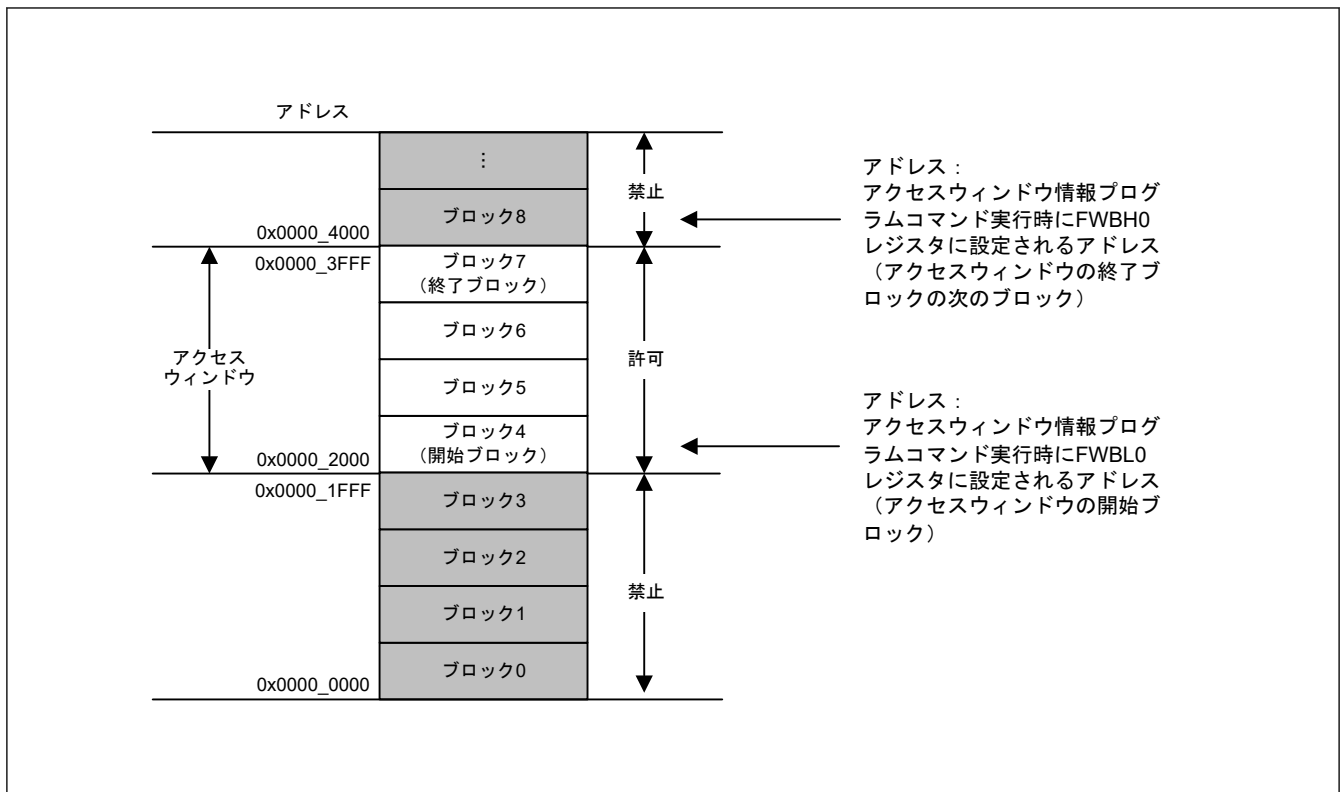 アドレス
⋮
禁止
アドレス：
アクセスウィンドウ情報プログ
ラムコマンド実行時にFWBH0
レジスタに設定されるアドレス
（アクセスウィンドウの終了ブ
ロックの次のブロック）
ブロック8
0x0000_4000
0x0000_3FFF
ブロック7
（終了ブロック）
ブロック6
アクセス
ウィンドウ
許可
ブロック5
アドレス：
アクセスウィンドウ情報プログ
ラムコマンド実行時にFWBL0
レジスタに設定されるアドレス
（アクセスウィンドウの開始ブ
ロック）
ブロック4
（開始ブロック）
0x0000_2000
0x0000_1FFF
ブロック3
ブロック2
禁止
ブロック1
ブロック0
0x0000_0000